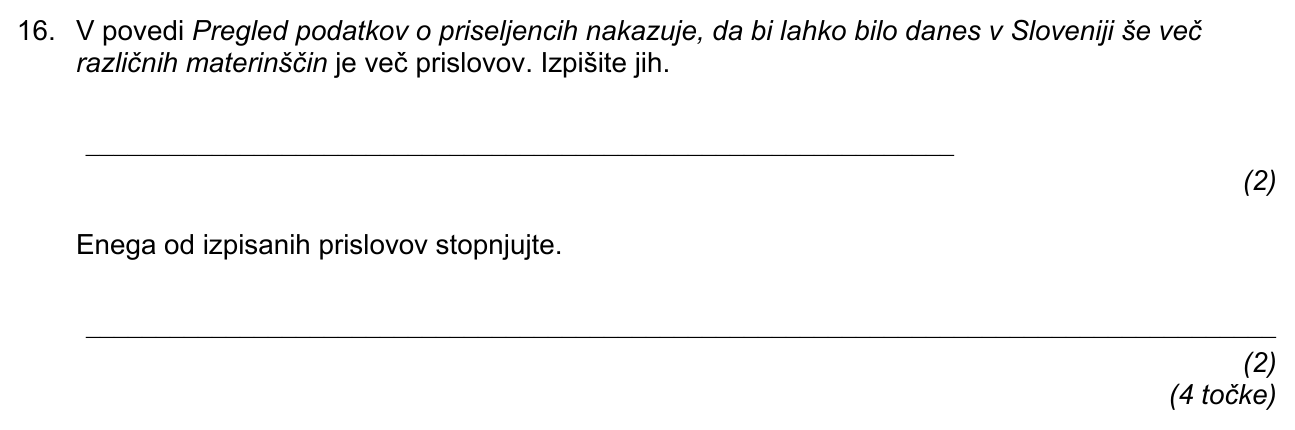 16. V povedi Pregled podatkov o priseljencih nakazuje, da bi lahko bilo danes v Sloveniji še več
različnih materinščin je več prislovov. Izpišite jih.
(2)
Enega od izpisanih prislovov stopnjujte.
(2)
(4 točke)